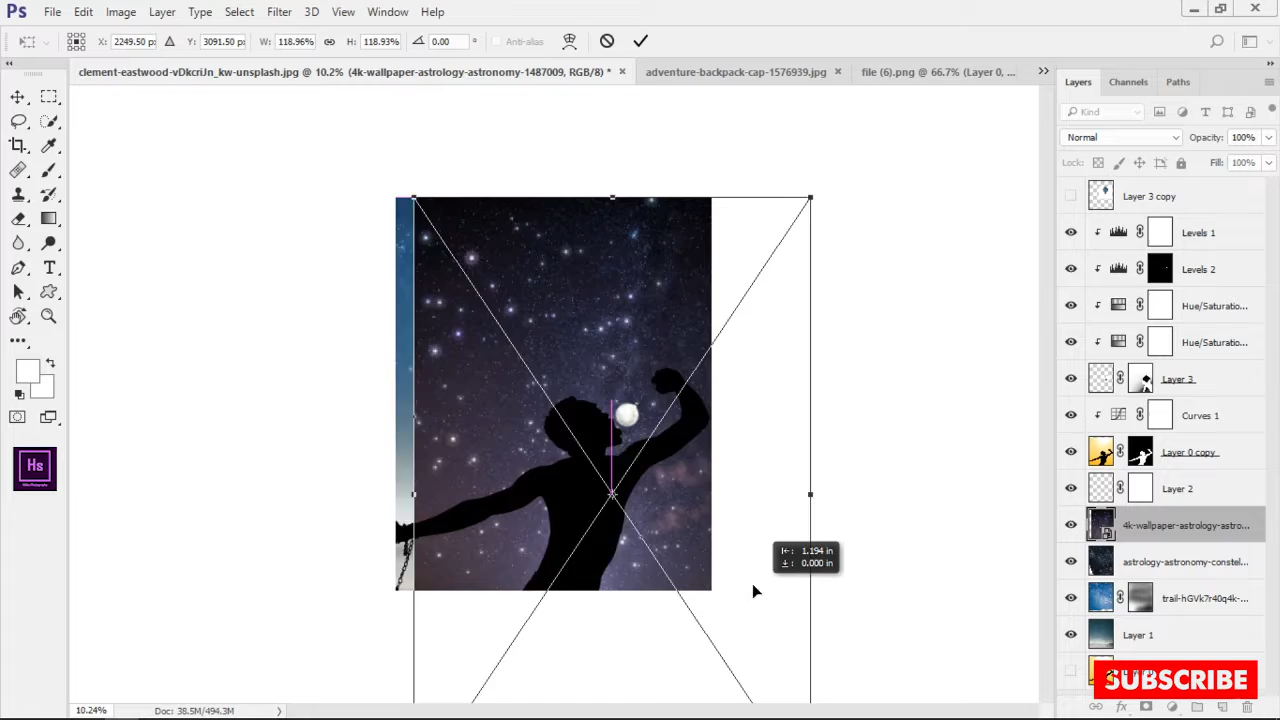 Ps File Edit Image Layer Type Select Filter 3D View Window Help
X: 2249.50 px Y: 3091.50 px W: 118.96% H: 118.93% 0.00 ° Anti-alias
clement-eastwood-vDkcriJn_kw-unsplash.jpg @ 10.2% (4k-wallpaper-astrology-astronomy-1487009, RGB/8) * × adventure-backpack-cap-1576939.jpg × file (6).png @ 66.7% (Layer 0, ...
Layers Channels Paths
Kind
Normal Opacity: 100%
Lock: Fill: 100%
Layer 3 copy
Levels 1
Levels 2
Hue/Saturatio...
Hue/Saturatio...
Layer 3
Curves 1
Layer 0 copy
Layer 2
4k-wallpaper-astrology-astro...
astrology-astronomy-constel...
trail-hGVk7r40q4k-...
Layer 1
SUBSCRIBE
Hs
1.194 in
0.000 in
10.24% Doc: 38.5M/494.3M